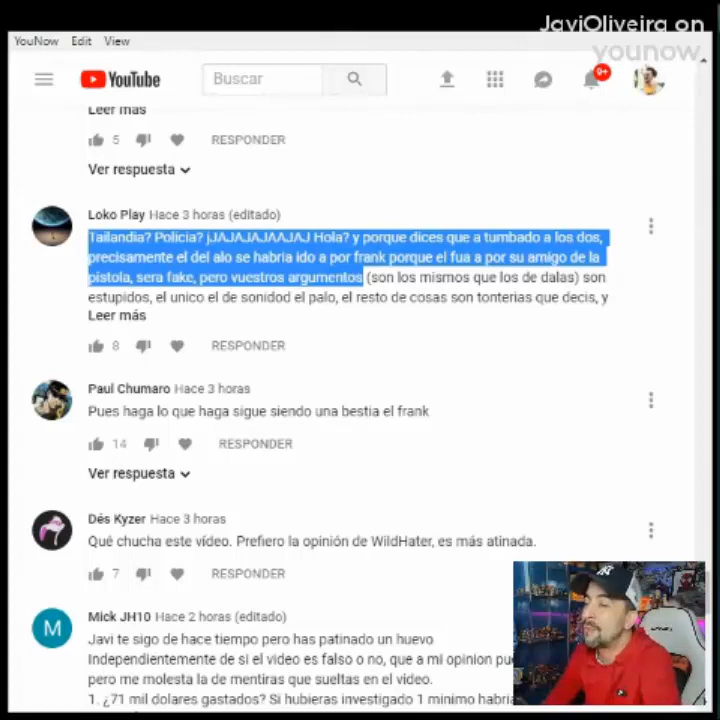 JaviOliveira on
younow
YouNow Edit View
YouTube
Buscar
9+
Leer más
5 RESPONDER
Ver respuesta
Loko Play Hace 3 horas (editado)
Tailandia? Policia? jJAJAJAJAAJAJ Hola? y porque dices que a tumbado a los dos,
precisamente el del alo se habria ido a por frank porque el fua a por su amigo de la
pistola, sera fake, pero vuestros argumentos (son los mismos que los de dalas) son
estupidos, el unico el de sonidod el palo, el resto de cosas son tonterias que decis, y
Leer más
8 RESPONDER
Paul Chumaro Hace 3 horas
Pues haga lo que haga sigue siendo una bestia el frank
14 RESPONDER
Ver respuesta
Dés Kyzer Hace 3 horas
Qué chucha este vídeo. Prefiero la opinión de WildHater, es más atinada.
7 RESPONDER
M
Mick JH10 Hace 2 horas (editado)
Javi te sigo de hace tiempo pero has patinado un huevo
Independientemente de si el video es falso o no, que a mi opinion
pero me molesta la de mentiras que sueltas en el vídeo.
1. ¿71 mil dolares gastados? Si hubieras investigado 1 minimo